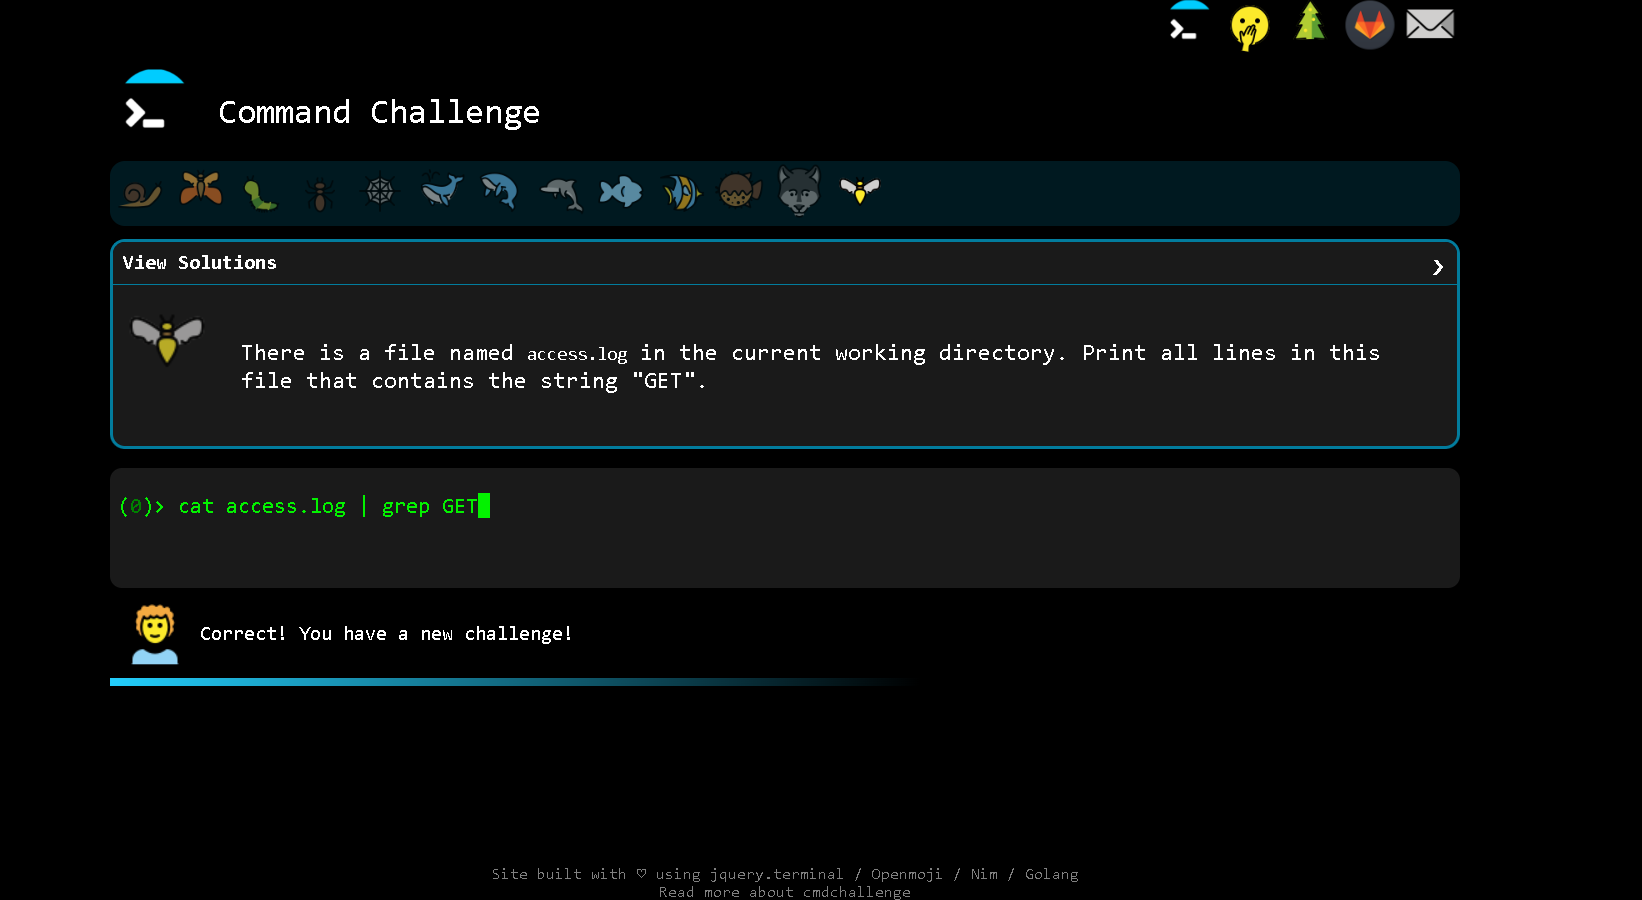 Command Challenge
View Solutions
There is a file named access.log in the current working directory. Print all lines in this
file that contains the string "GET".
(0)> cat access.log | grep GET
Correct! You have a new challenge!
Site built with ♡ using jquery.terminal / Openmoji / Nim / Golang
Read more about cmdchallenge